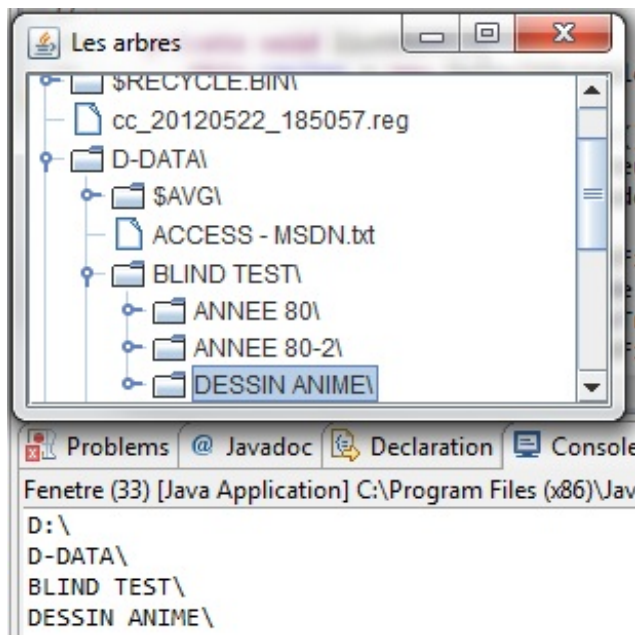 Les arbres
$RECYCLE.BIN\
cc_20120522_185057.reg
D-DATA\
$AVG\
ACCESS - MSDN.txt
BLIND TEST\
ANNEE 80\
ANNEE 80-2\
DESSIN ANIME\
Problems @ Javadoc Declaration Console
Fenetre (33) [Java Application] C:\Program Files (x86)\Jav
D:\
D-DATA\
BLIND TEST\
DESSIN ANIME\